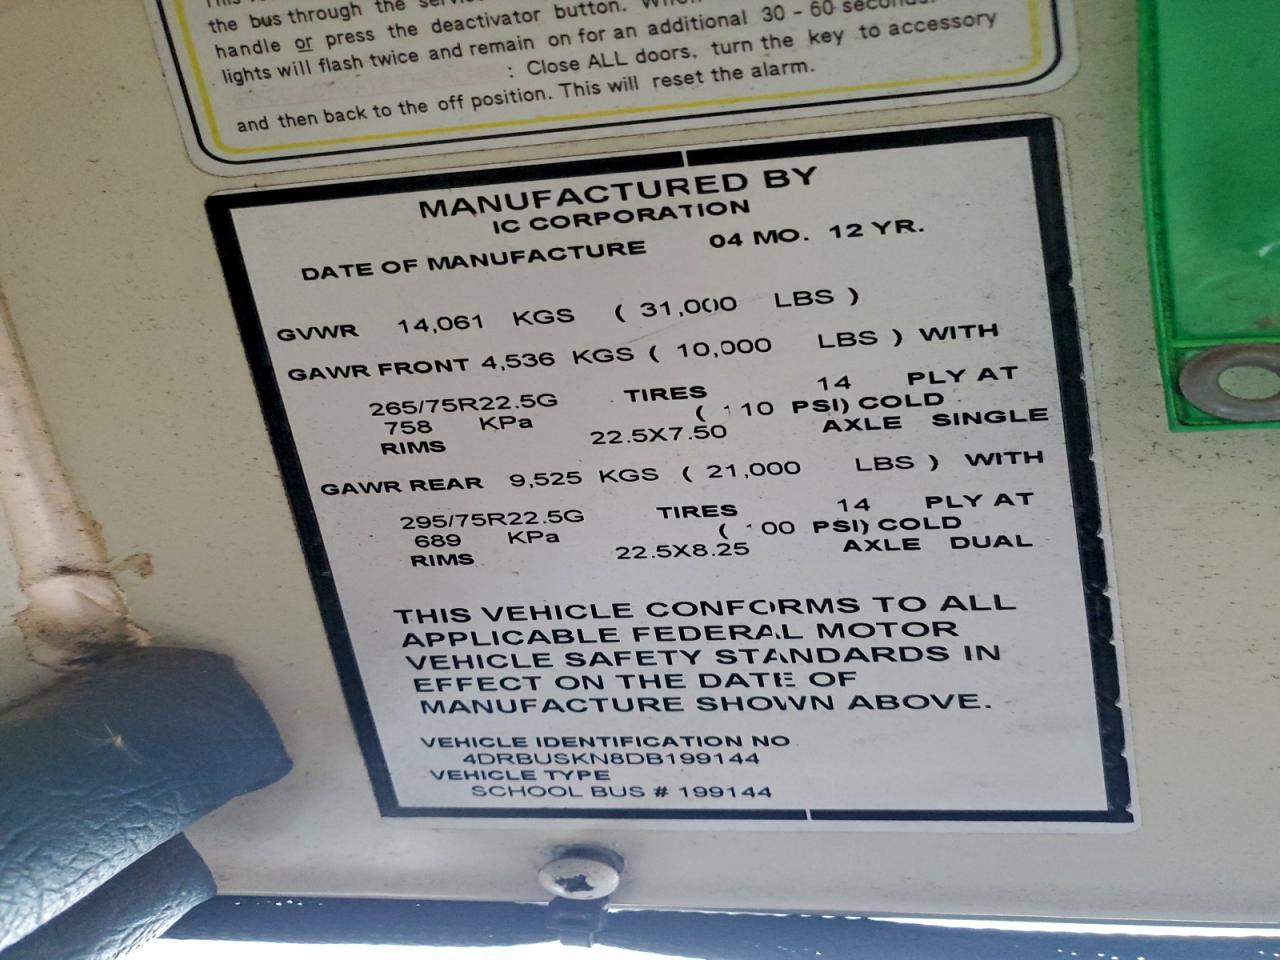 the bus through the
handle or press the deactivator button.
lights will flash twice and remain on for an additional 30 - 60 seconds.
: Close ALL doors, turn the key to accessory
and then back to the off position. This will reset the alarm.
MANUFACTURED BY
IC CORPORATION
DATE OF MANUFACTURE 04 MO. 12 YR.
GVWR 14,061 KGS ( 31,000 LBS )
GAWR FRONT 4,536 KGS ( 10,000 LBS ) WITH
265/75R22.5G TIRES 14 PLY AT
758 KPa ( 110 PSI) COLD
RIMS 22.5X7.50 AXLE SINGLE
GAWR REAR 9,525 KGS ( 21,000 LBS ) WITH
295/75R22.5G TIRES 14 PLY AT
689 KPa ( 100 PSI) COLD
RIMS 22.5X8.25 AXLE DUAL
THIS VEHICLE CONFORMS TO ALL
APPLICABLE FEDERAL MOTOR
VEHICLE SAFETY STANDARDS IN
EFFECT ON THE DATE OF
MANUFACTURE SHOWN ABOVE.
VEHICLE IDENTIFICATION NO
4DRBUSKN8DB199144
VEHICLE TYPE
SCHOOL BUS # 199144